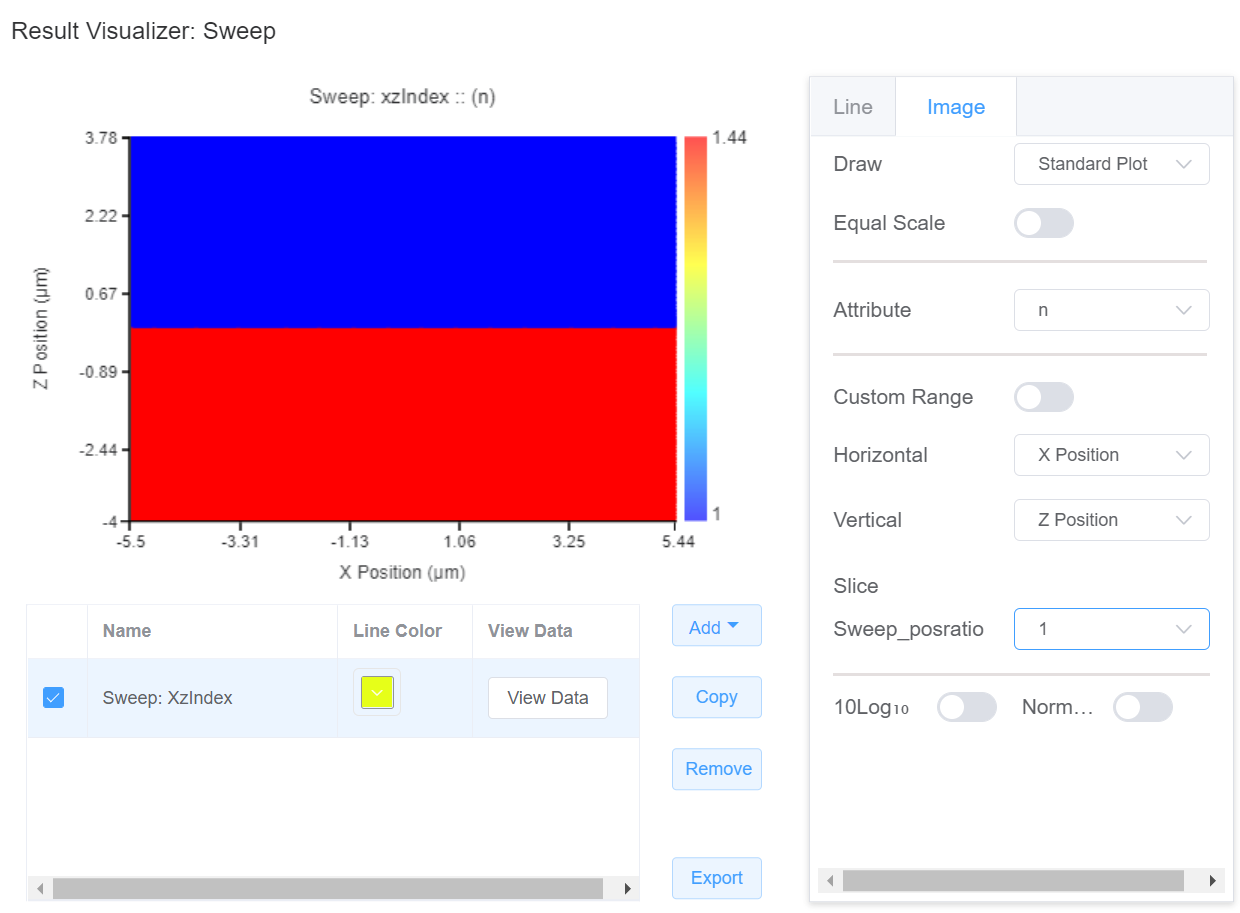 Result Visualizer: Sweep
Sweep: xzIndex :: (n)
3.78
2.22
0.67
-0.89
-2.44
-4
Z Position (μm)
-5.5 -3.31 -1.13 1.06 3.25 5.44
X Position (μm)
1.44
1
Name Line Color View Data
Sweep: XzIndex View Data
Add
Copy
Remove
Export
Line Image
Draw Standard Plot
Equal Scale
Attribute n
Custom Range
Horizontal X Position
Vertical Z Position
Slice
Sweep_posratio 1
10Log₁₀ Norm…